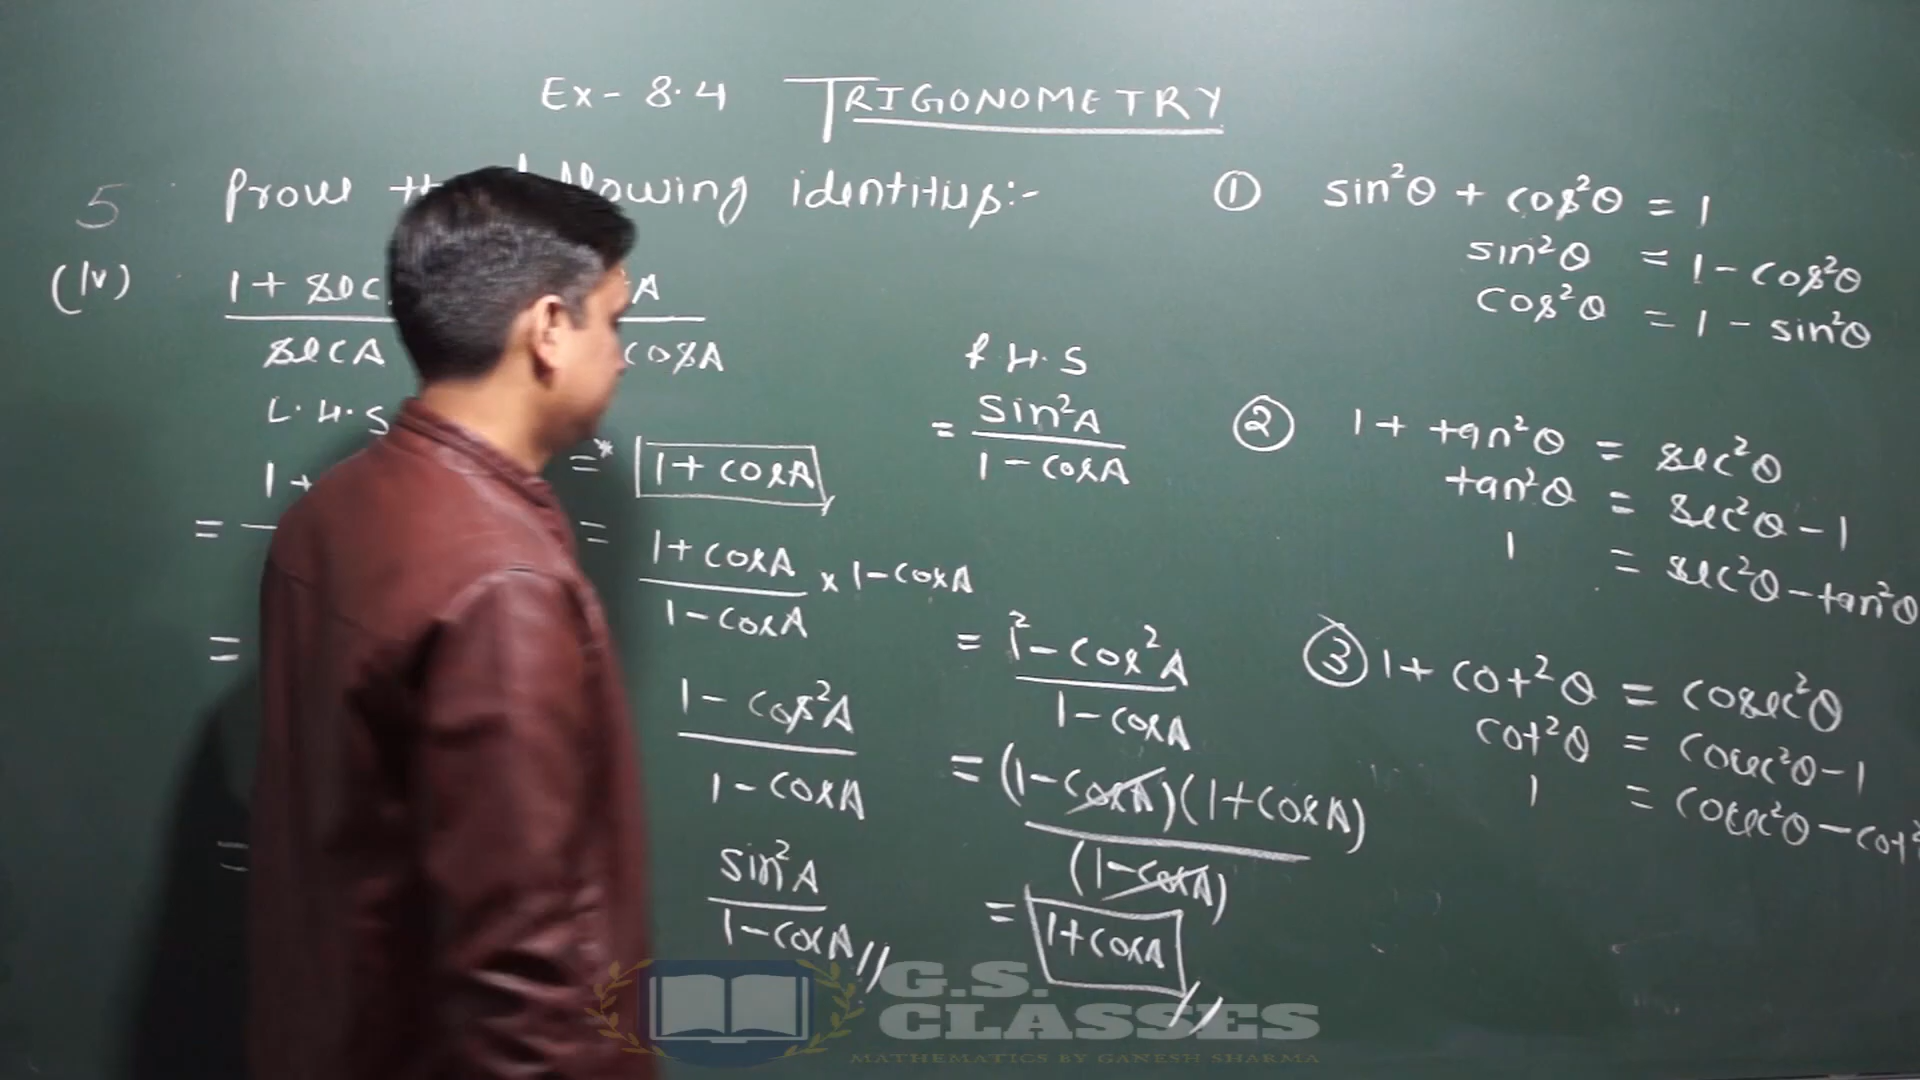 Ex- 8.4 TRIGONOMETRY
5. Prove the following identities:-
(iv) 1 + sec A
sec A cos A
L.H.S
1 +
=
=
=
=* 1 + cos A
= 1 + cos A / 1 - cos A × 1 - cos A
1 - cos²A / 1 - cos A
sin²A / 1 - cos A //
R.H.S
= sin²A / 1 - cos A
= 1² - cos²A / 1 - cos A
= (1 - cos A)(1 + cos A) / (1 - cos A)
= 1 + cos A //
① sin²θ + cos²θ = 1
sin²θ = 1 - cos²θ
cos²θ = 1 - sin²θ
② 1 + tan²θ = sec²θ
tan²θ = sec²θ - 1
1 = sec²θ - tan²θ
③ 1 + cot²θ = cosec²θ
cot²θ = cosec²θ - 1
1 = cosec²θ - cot²
G.S.
CLASSES
MATHEMATICS BY GANESH SHARMA